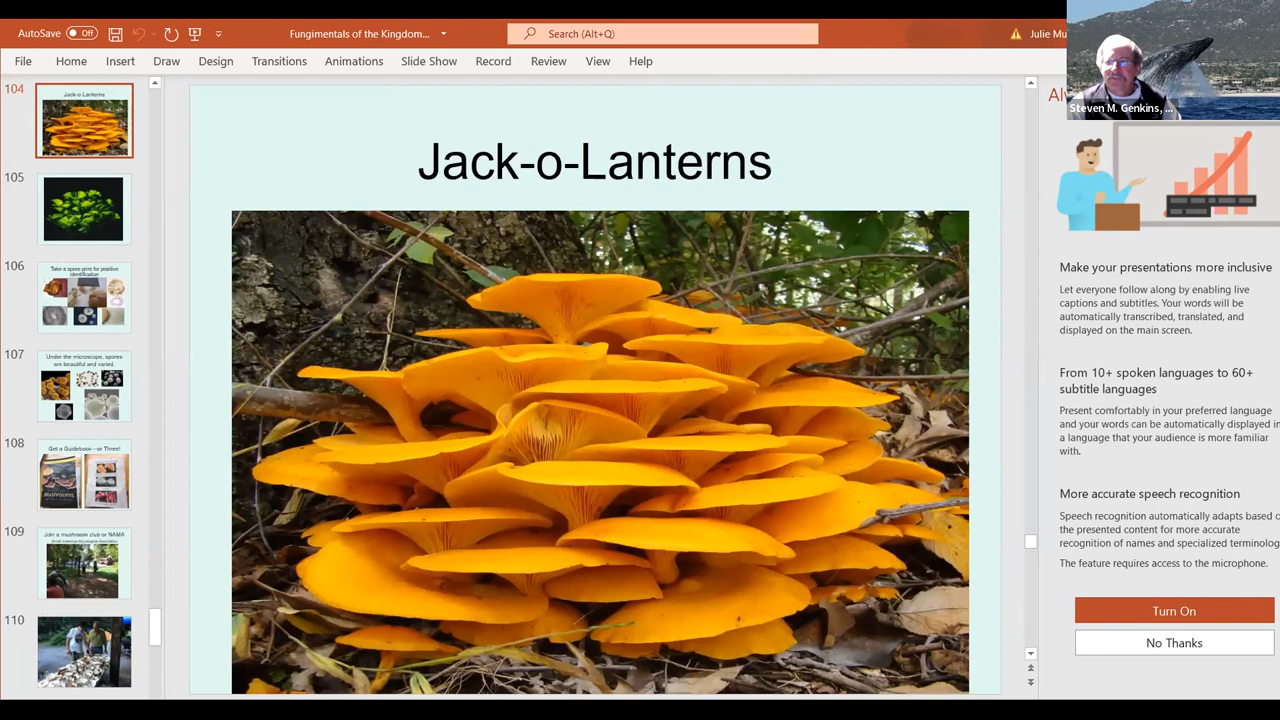 AutoSave Off Fungimentals of the Kingdom... Search (Alt+Q) Julie Mu
Steven M. Genkins, ...
File Home Insert Draw Design Transitions Animations Slide Show Record Review View Help
104
Jack-o-Lanterns
105
106
Take a spore print for positive
identification
107
Under the microscope, spores
are beautiful and varied.
108
Get a Guidebook - or Three!
Mushrooms
109
Join a mushroom club or NAMA
110
Jack-o-Lanterns
Make your presentations more inclusive
Let everyone follow along by enabling live
captions and subtitles. Your words will be
automatically transcribed, translated, and
displayed on the main screen.
From 10+ spoken languages to 60+
subtitle languages
Present comfortably in your preferred language
and your words can be automatically displayed in
a language that your audience is more familiar
with.
More accurate speech recognition
Speech recognition automatically adapts based o
the presented content for more accurate
recognition of names and specialized terminolog
The feature requires access to the microphone.
Turn On
No Thanks